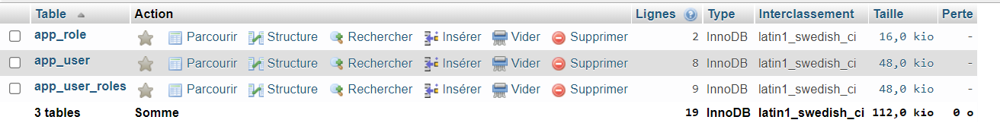 Table Action Lignes Type Interclassement Taille Perte
app_role Parcourir Structure Rechercher Insérer Vider Supprimer 2 InnoDB latin1_swedish_ci 16,0 kio -
app_user Parcourir Structure Rechercher Insérer Vider Supprimer 8 InnoDB latin1_swedish_ci 48,0 kio -
app_user_roles Parcourir Structure Rechercher Insérer Vider Supprimer 9 InnoDB latin1_swedish_ci 48,0 kio -
3 tables Somme 19 InnoDB latin1_swedish_ci 112,0 kio 0 o